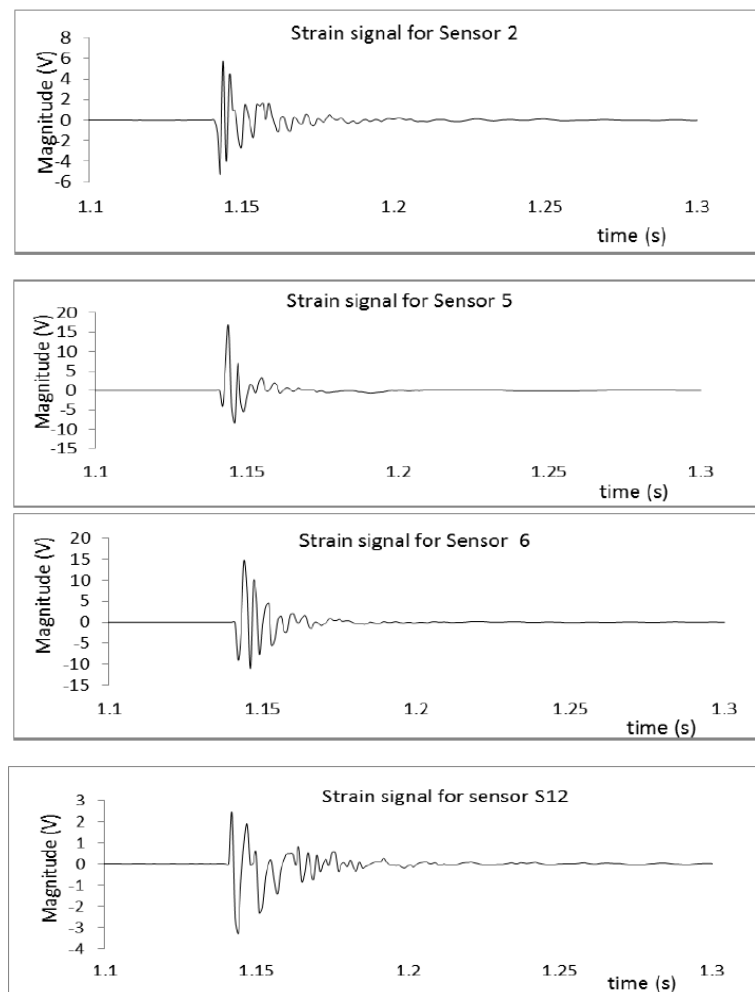 Strain signal for Sensor 2
Magnitude (V)
8
6
4
2
0
-2
-4
-6
1.1 1.15 1.2 1.25 1.3
time (s)
Strain signal for Sensor 5
Magnitude (V)
20
15
10
5
0
-5
-10
-15
1.1 1.15 1.2 1.25 1.3
time (s)
Strain signal for Sensor 6
Magnitude (V)
20
15
10
5
0
-5
-10
-15
1.1 1.15 1.2 1.25 1.3
time (s)
Strain signal for sensor S12
Magnitude (V)
3
2
1
0
-1
-2
-3
-4
1.1 1.15 1.2 1.25 1.3
time (s)